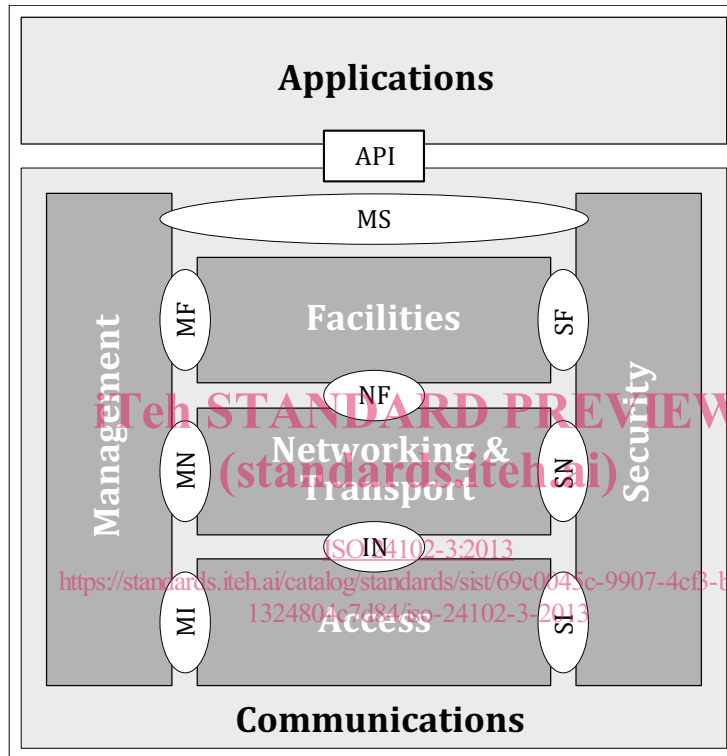 Applications
API
MS
MF
Facilities
SF
NF
iTeh STANDARD PREVIEW
Management
MN
Networking &
Transport
SN
Security
(standards.iteh.ai)
IN
ISO 24102-3:2013
https://standards.iteh.ai/catalog/standards/sist/69c0045c-9907-4cf3-b
1324804c7d84/iso-24102-3-2013
MI
Access
SI
Communications